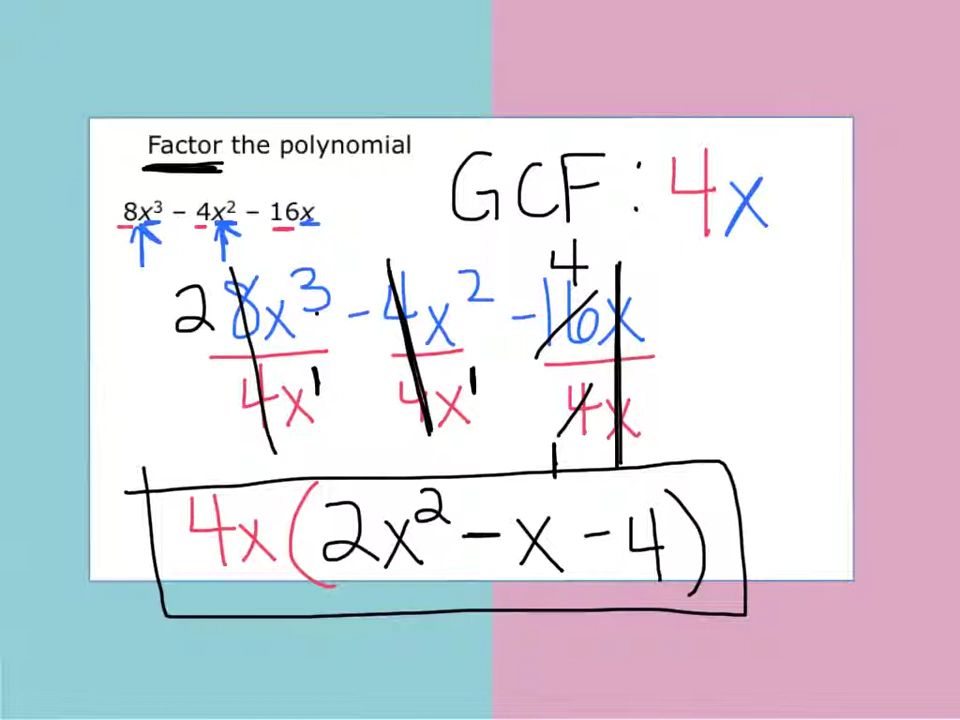 Factor the polynomial
8x³ – 4x² – 16x
GCF: 4x
4
2 8x³ - 4x² - 16x
4x¹ 4x¹ 4x
1
4x(2x² - x - 4)